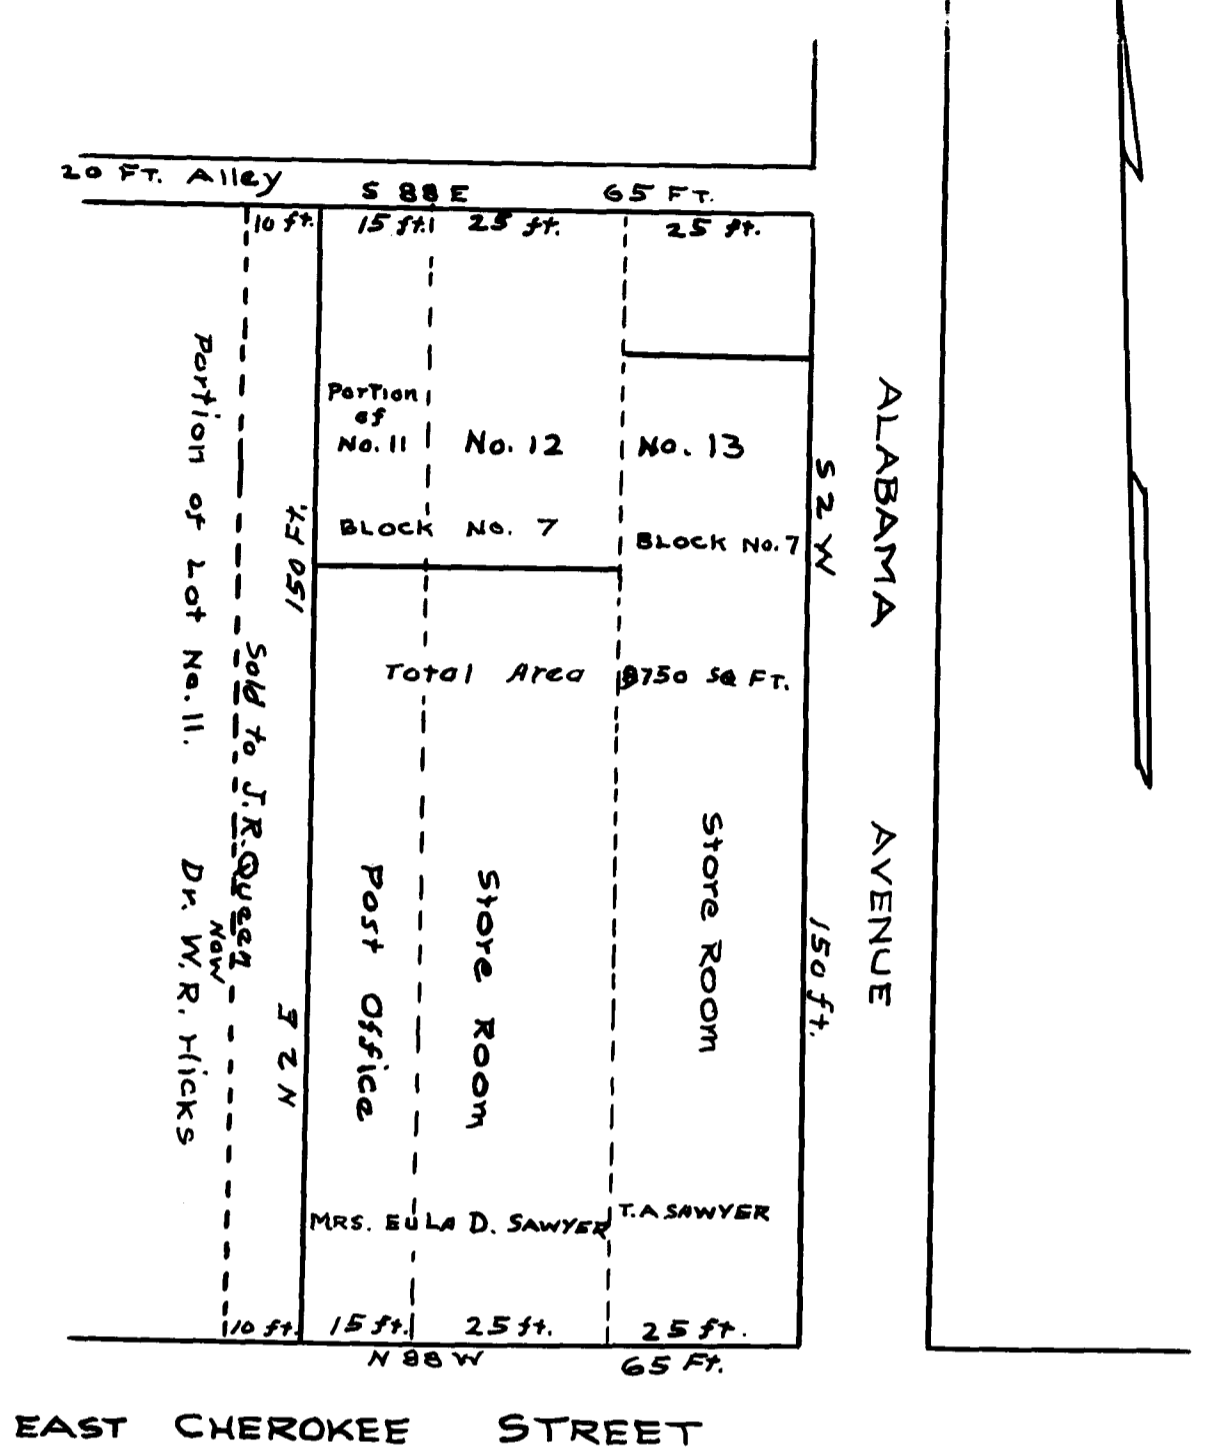 20 FT. Alley
S 88 E 65 FT.
10 ft. 15 ft. 25 ft. 25 ft.
Portion
of
No. 11
No. 12
No. 13
BLOCK No. 7
BLOCK No. 7
Total Area 9750 SQ FT.
150 Ft.
N 2 E
S 2 W
150 ft.
ALABAMA AVENUE
Portion of Lot No. 11.
Sold to J.R. Queen
Now
Dr. W. R. Hicks
Post Office
Store Room
Store Room
MRS. EULA D. SAWYER
T.A SAWYER
10 ft. 15 ft. 25 ft. 25 ft.
N 88 W 65 Ft.
EAST CHEROKEE STREET